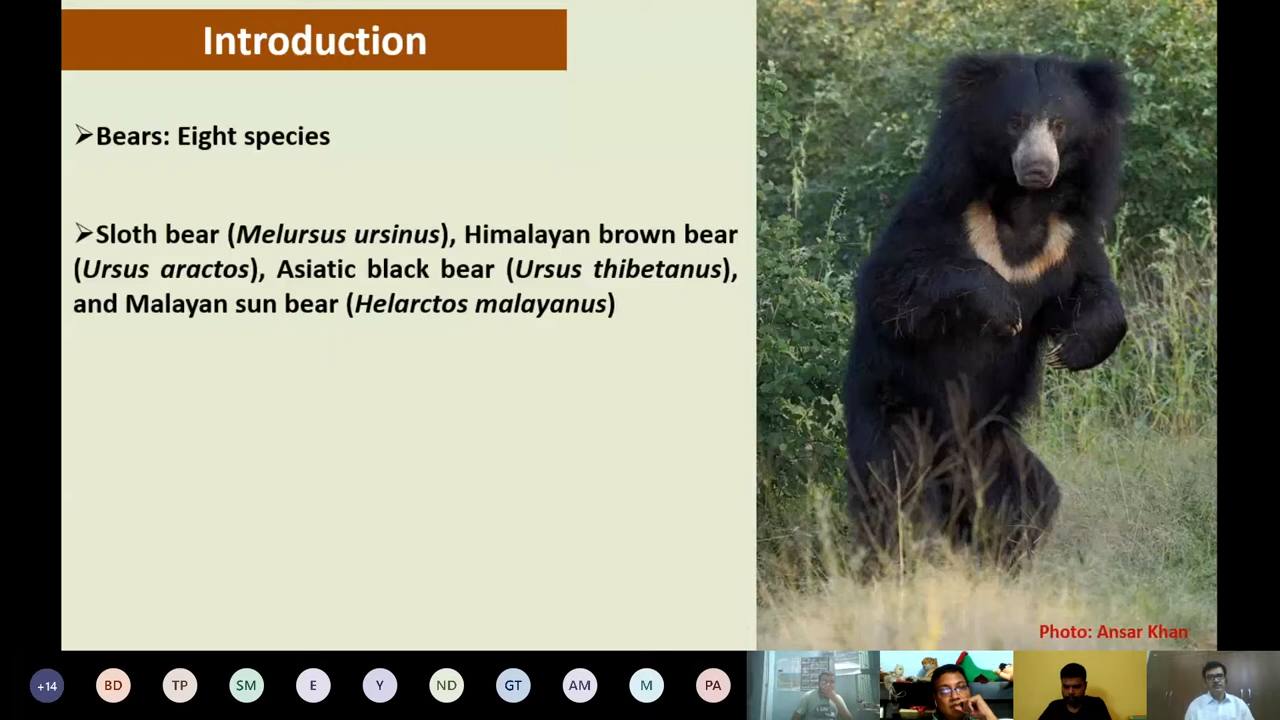 Introduction
➢Bears: Eight species
➢Sloth bear (Melursus ursinus), Himalayan brown bear
(Ursus aractos), Asiatic black bear (Ursus thibetanus),
and Malayan sun bear (Helarctos malayanus)
Photo: Ansar Khan
+14 BD TP SM E Y ND GT AM M PA